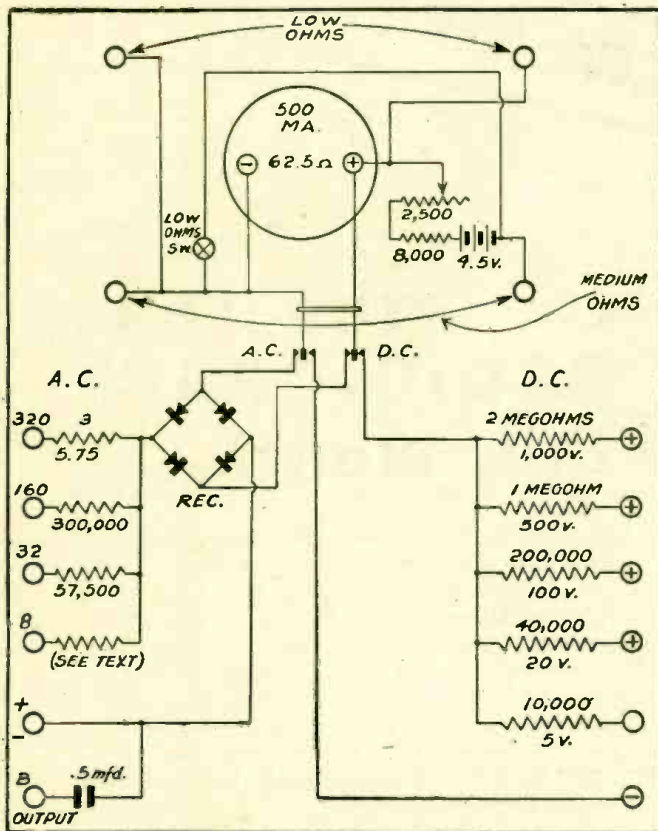 LOW
OHMS
500
MA.
62.5Ω
− +
2,500
8,000
4.5v.
LOW
OHMS
SW.
MEDIUM
OHMS
A.C. D.C.
A.C.
D.C.
320
3
5.75
160
300,000
32
57,500
8
(SEE TEXT)
+
−
B
.5 mfd.
OUTPUT
REC.
2 MEGOHMS
1,000v.
+
1 MEGOHM
500v.
+
200,000
100v.
+
40,000
20v.
+
10,000
5v.
−